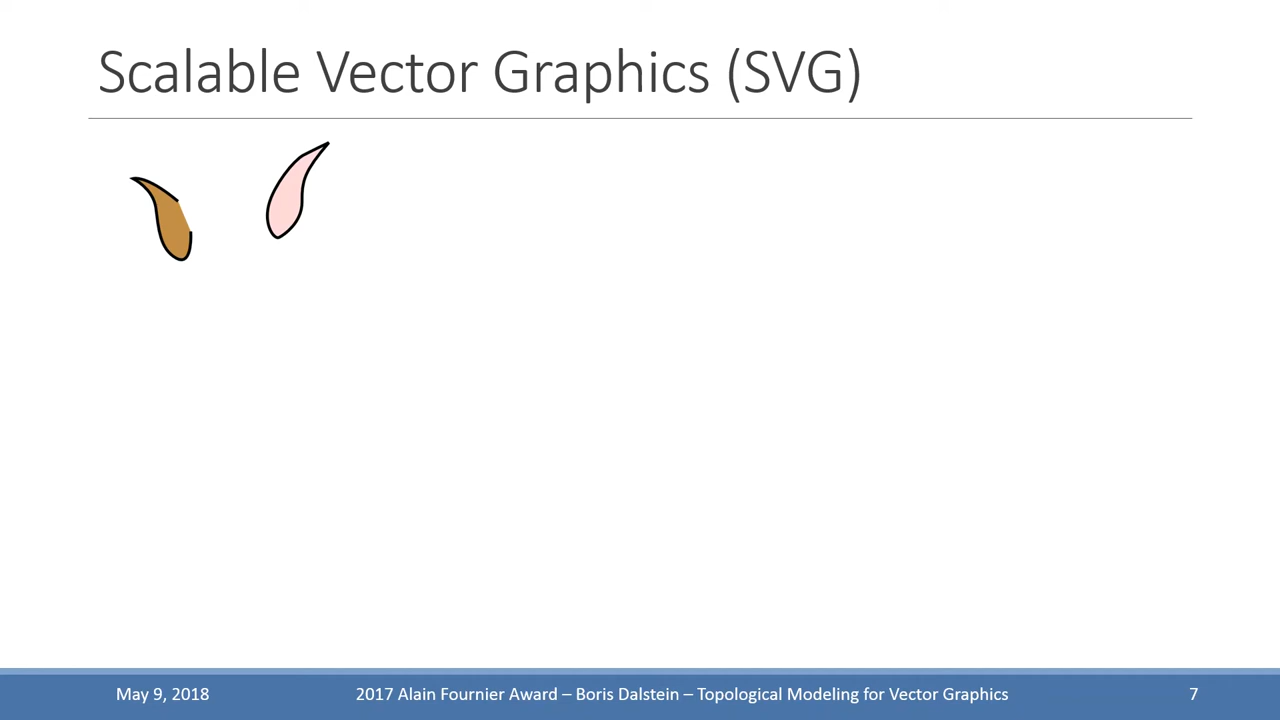 Scalable Vector Graphics (SVG)
May 9, 2018
2017 Alain Fournier Award – Boris Dalstein – Topological Modeling for Vector Graphics
7